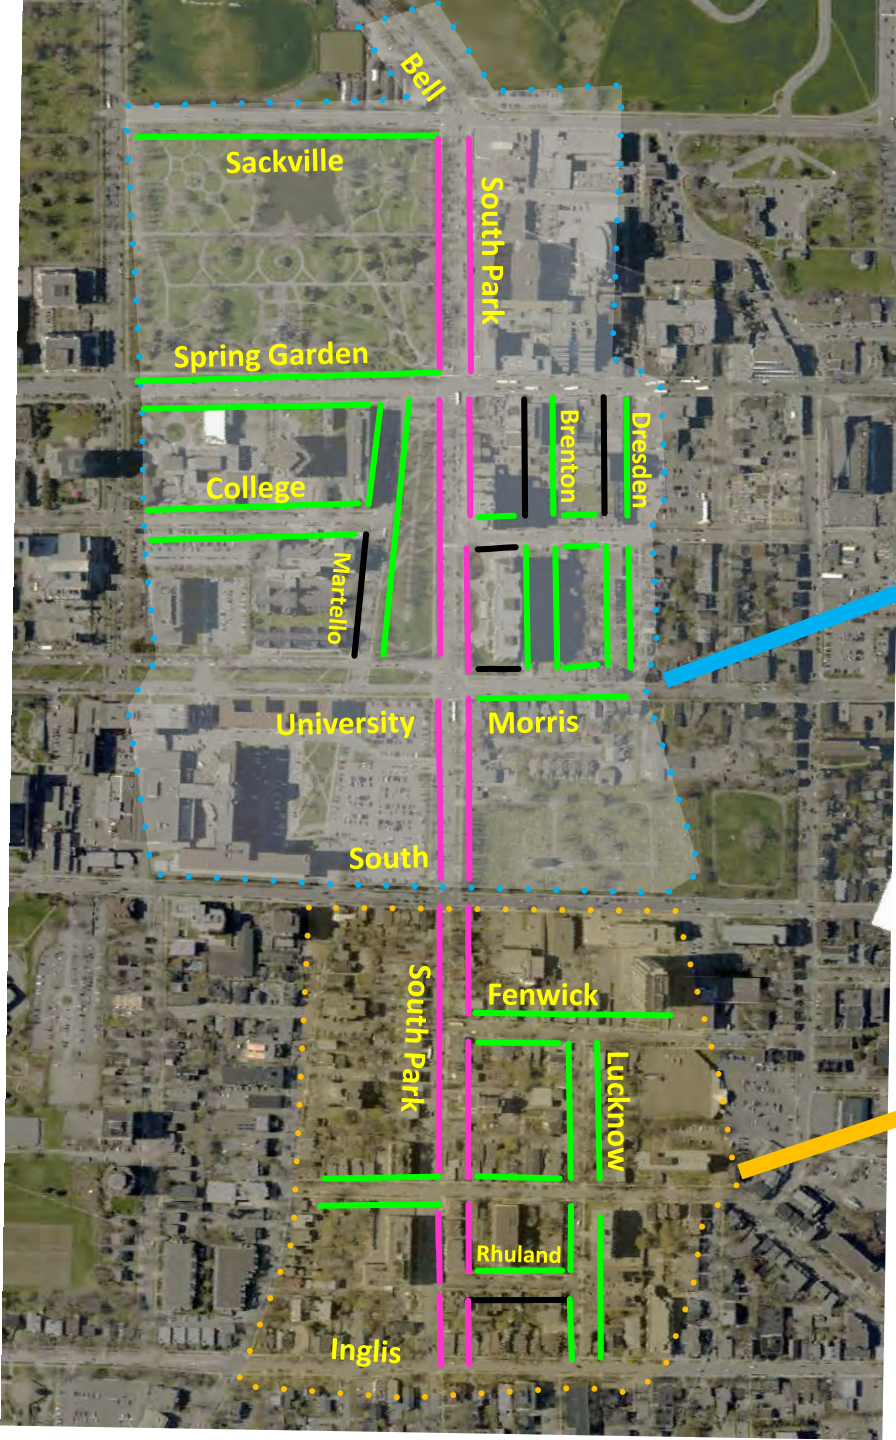 Bell
Sackville
South Park
Spring Garden
Brenton
Dresden
College
Martello
University
Morris
South
South Park
Fenwick
Lucknow
Rhuland
Inglis